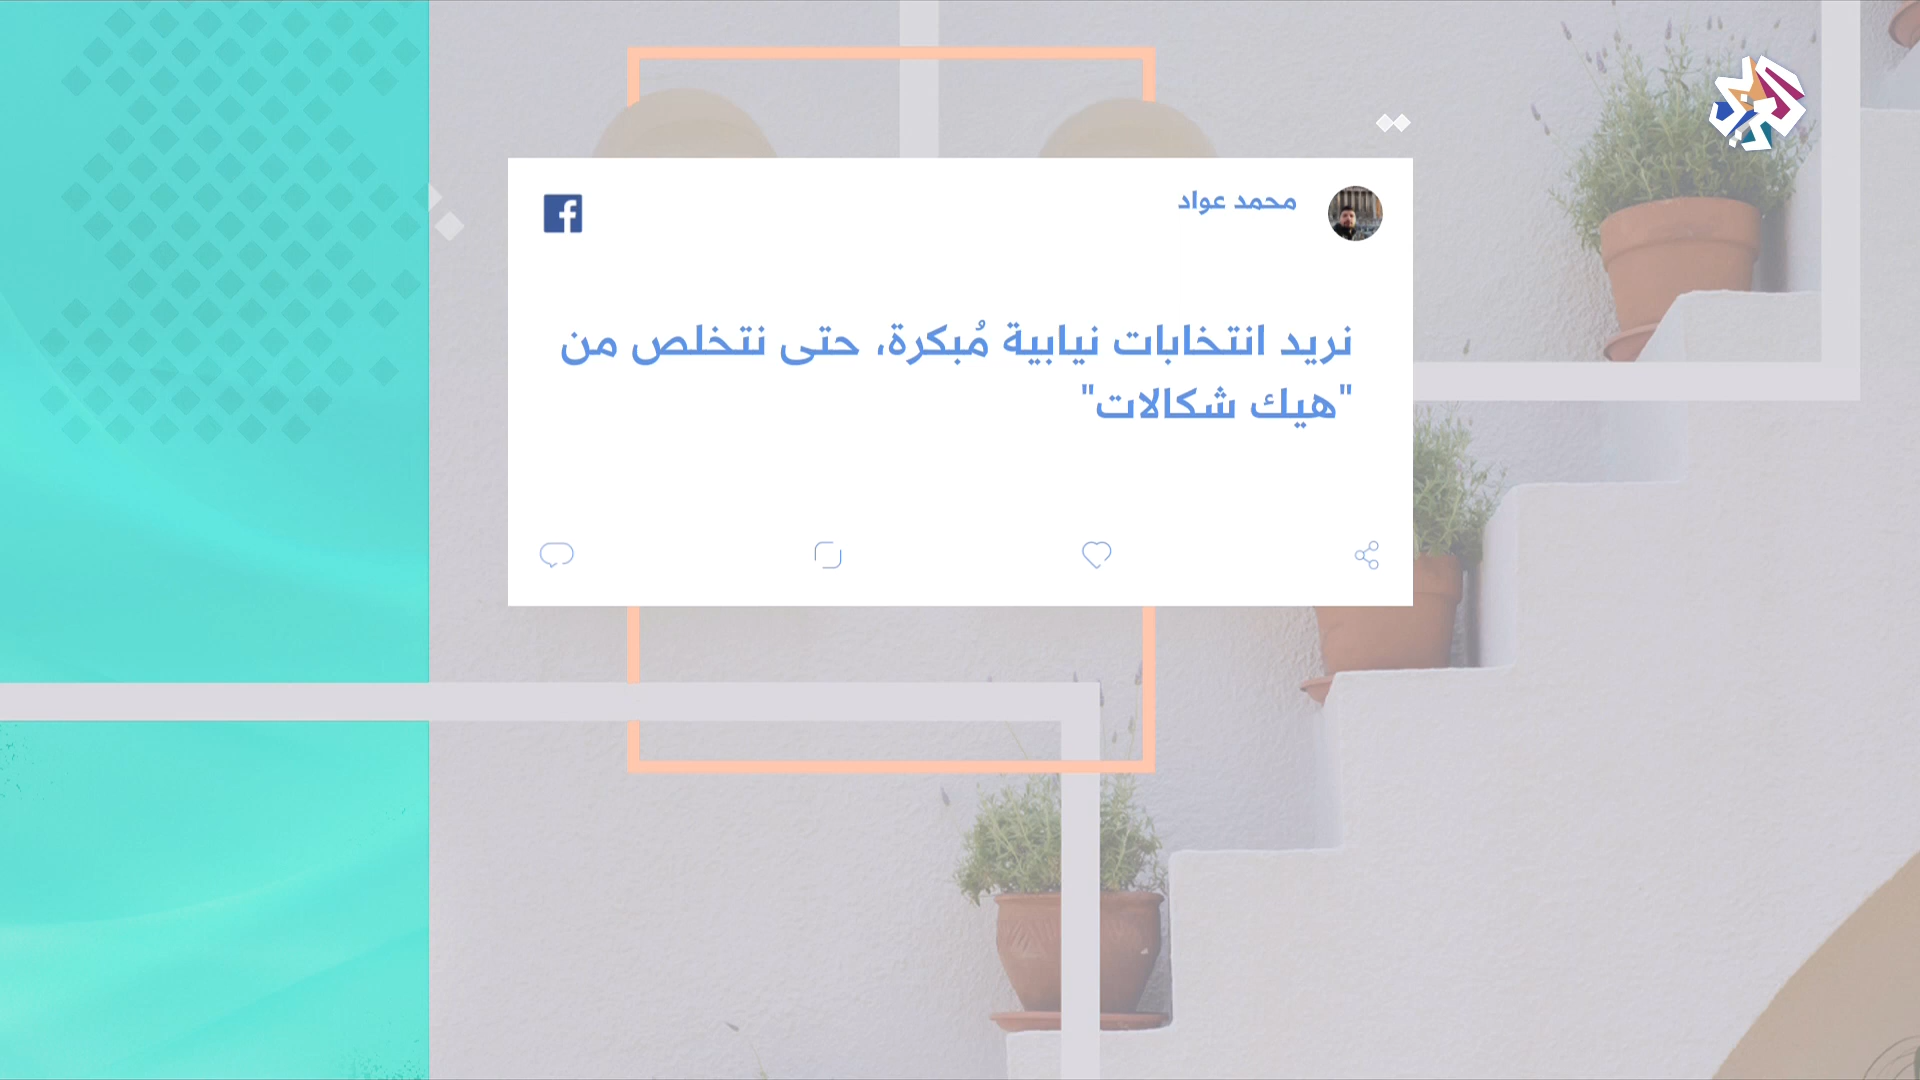 محمد عواد
نريد انتخابات نيابية مُبكرة، حتى نتخلص من
"هيك شكالات"